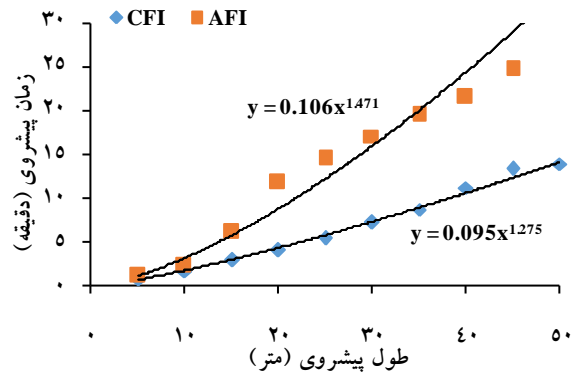 CFI AFI
۳۰
۲۵
۲۰
۱۵
۱۰
۵
۰
زمان پیشروی (دقیقه)
y = 0.106x^1.471
y = 0.095x^1.275
۰ ۱۰ ۲۰ ۳۰ ۴۰ ۵۰
طول پیشروی (متر)